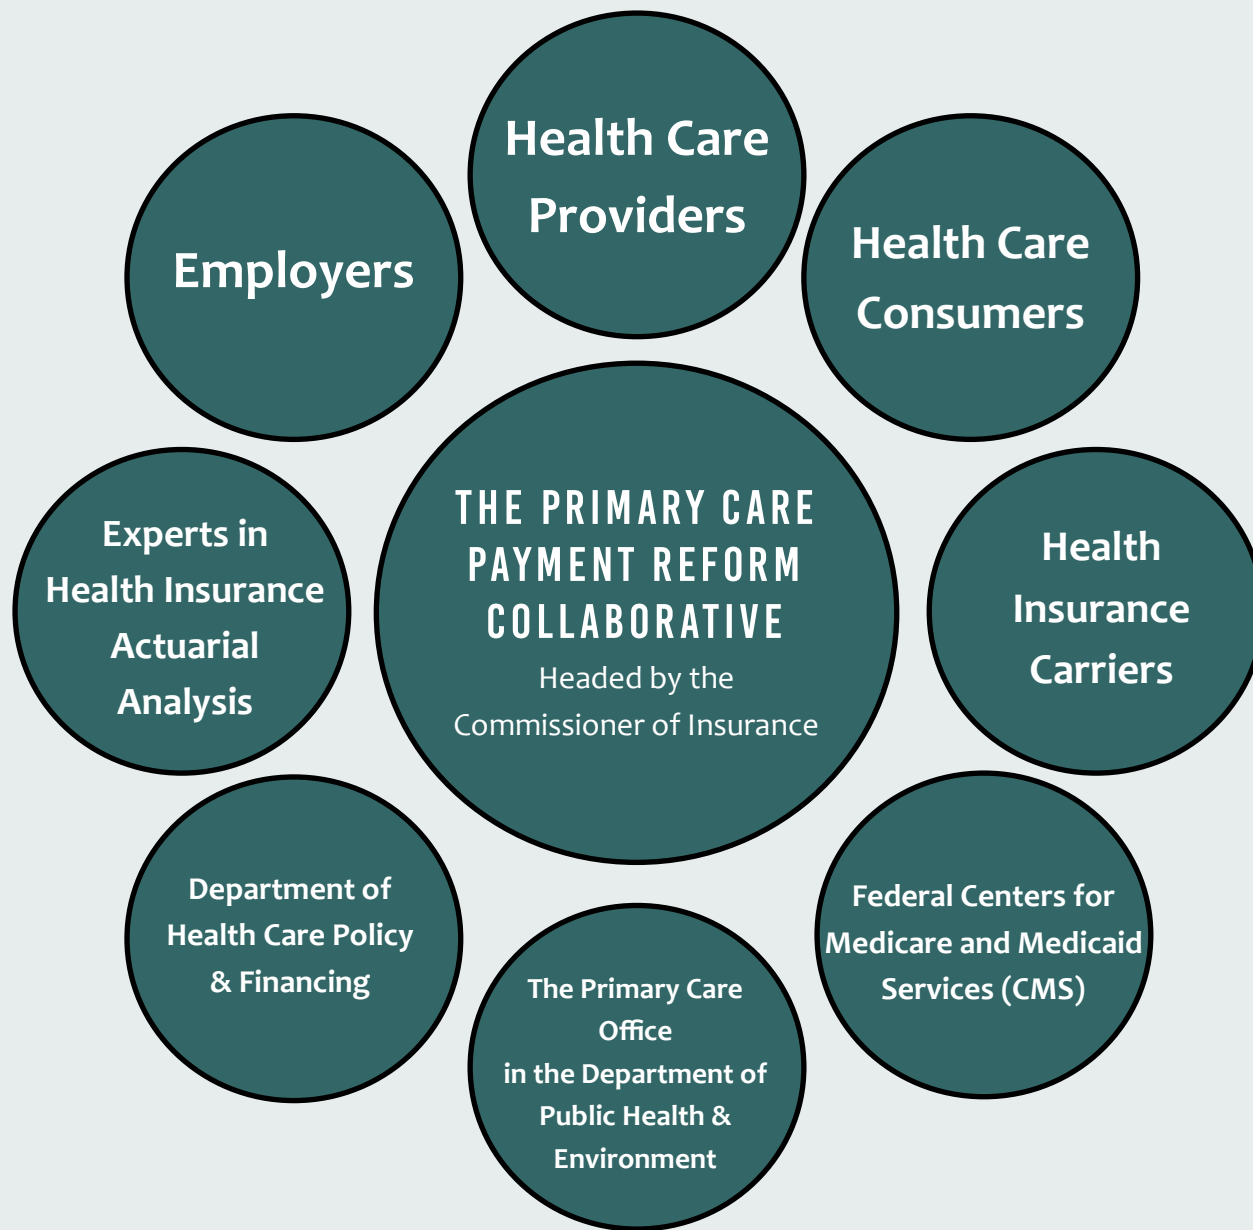 Health Care
Providers
Employers
Health Care
Consumers
THE PRIMARY CARE
PAYMENT REFORM
COLLABORATIVE
Headed by the
Commissioner of Insurance
Experts in
Health Insurance
Actuarial
Analysis
Health
Insurance
Carriers
Department of
Health Care Policy
& Financing
The Primary Care
Office
in the Department of
Public Health &
Environment
Federal Centers for
Medicare and Medicaid
Services (CMS)